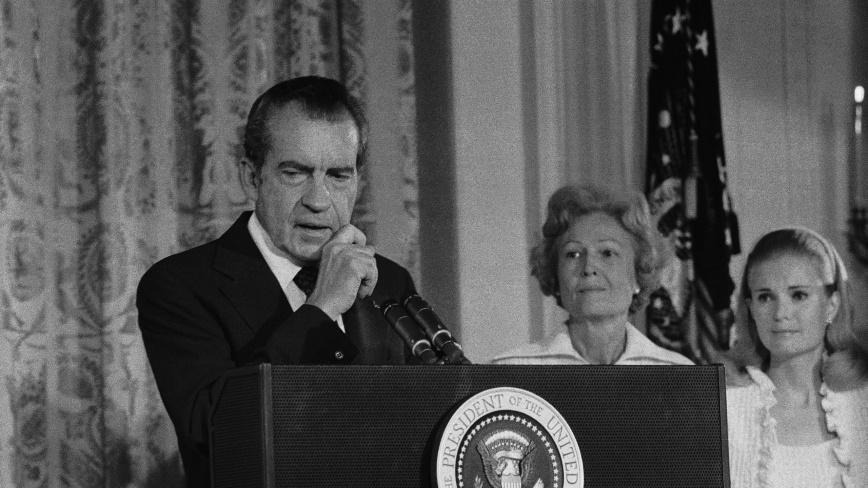 PRESIDENT OF THE UNITED